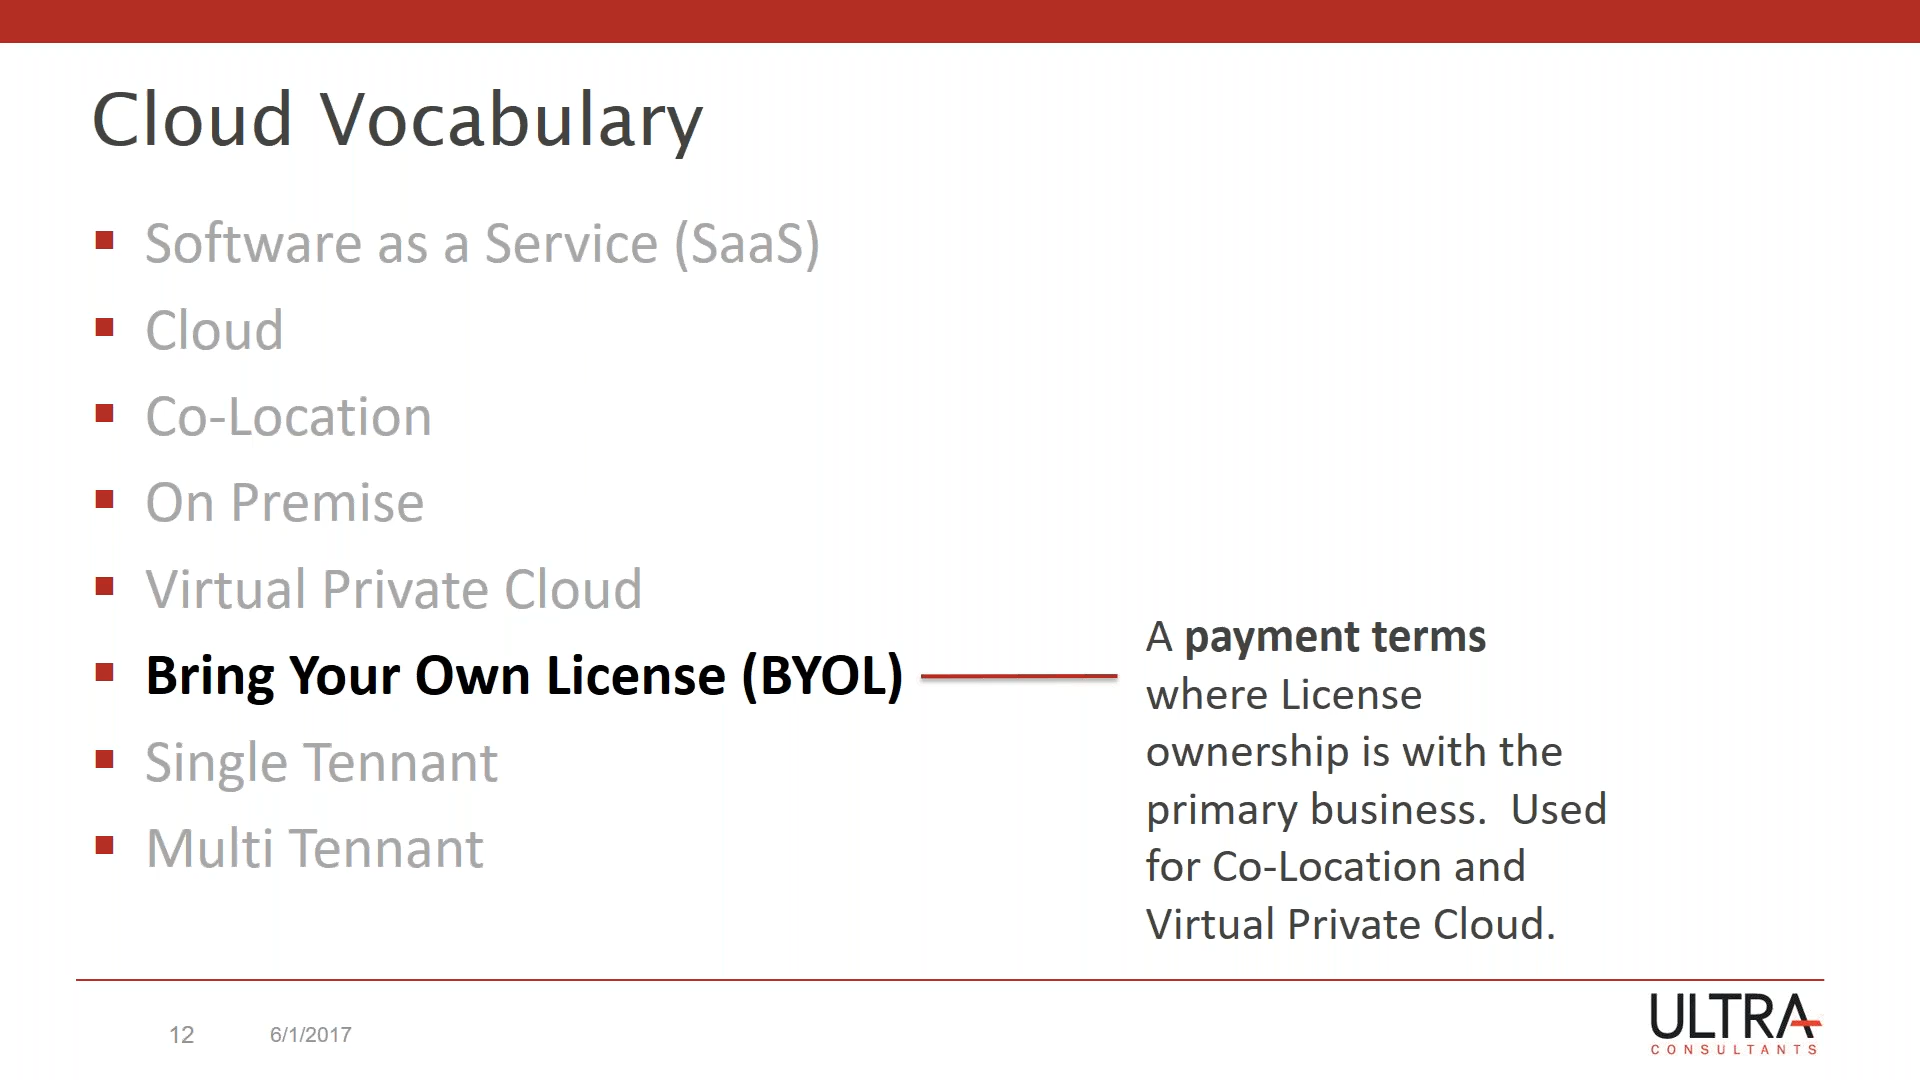 Cloud Vocabulary
Software as a Service (SaaS)
Cloud
Co-Location
On Premise
Virtual Private Cloud
Bring Your Own License (BYOL)
Single Tennant
Multi Tennant
A payment terms
where License
ownership is with the
primary business.  Used
for Co-Location and
Virtual Private Cloud.
12
6/1/2017
ULTRA
CONSULTANTS